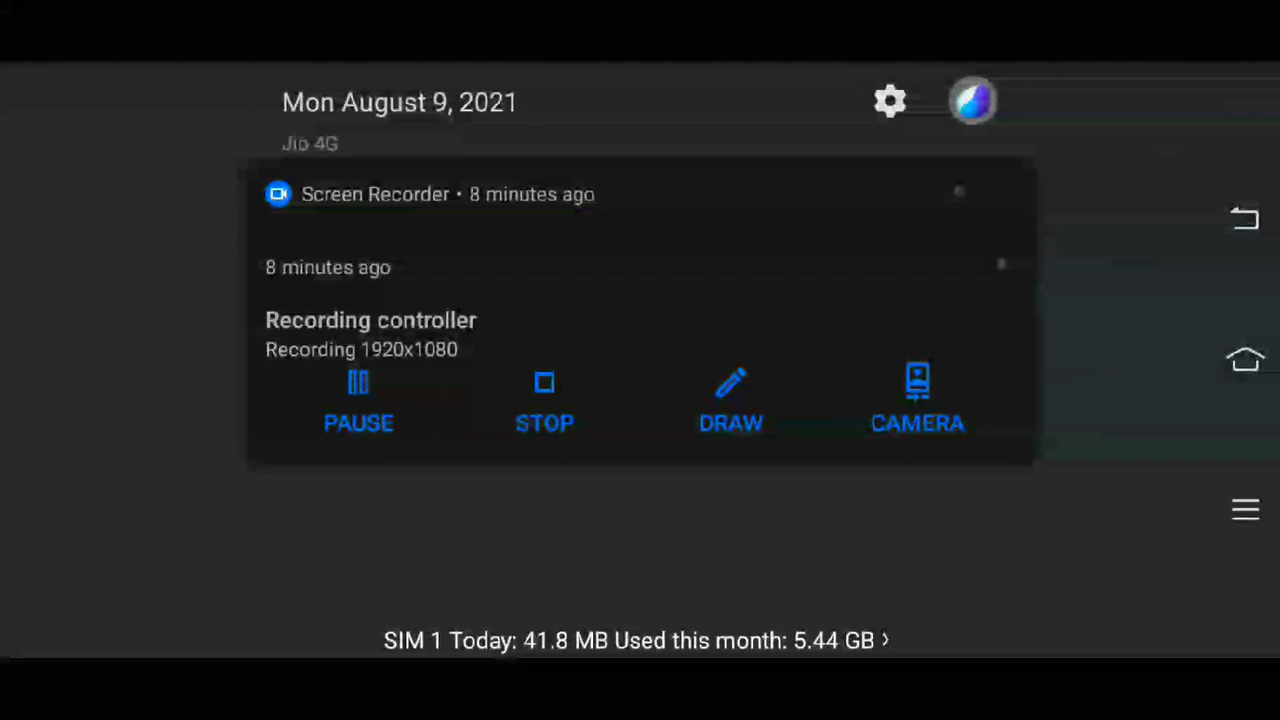 Mon August 9, 2021
Jio 4G
Screen Recorder • 8 minutes ago
8 minutes ago
Recording controller
Recording 1920x1080
PAUSE STOP DRAW CAMERA
SIM 1 Today: 41.8 MB Used this month: 5.44 GB ›